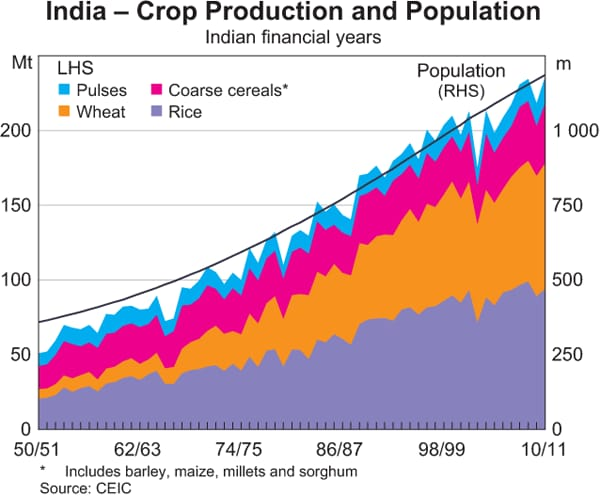 India – Crop Production and Population
Indian financial years
Mt
LHS
Pulses
Coarse cereals*
Wheat
Rice
Population
(RHS)
m
200
150
100
50
0
1 000
750
500
250
0
50/51
62/63
74/75
86/87
98/99
10/11
* Includes barley, maize, millets and sorghum
Source: CEIC